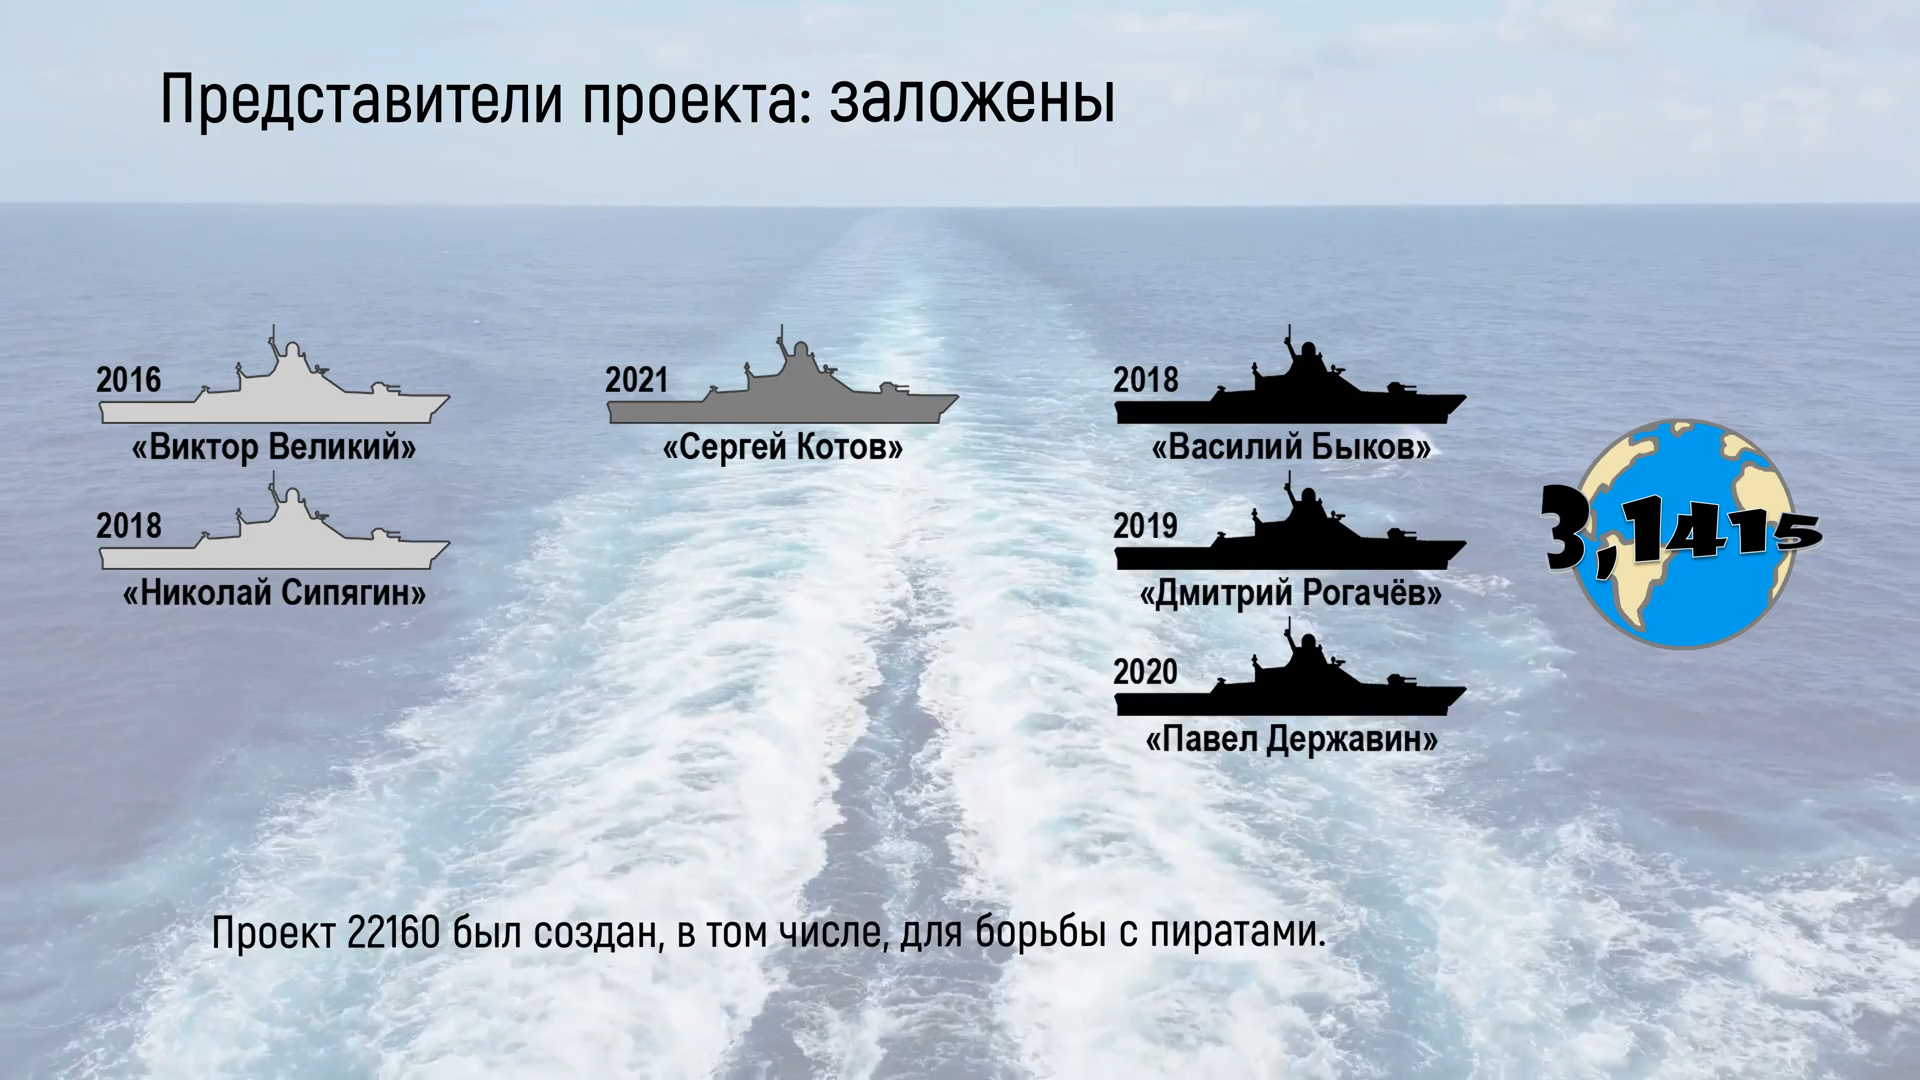 Представители проекта: заложены
2016
«Виктор Великий»
2018
«Николай Сипягин»
2021
«Сергей Котов»
2018
«Василий Быков»
2019
«Дмитрий Рогачёв»
2020
«Павел Державин»
3,1415
Проект 22160 был создан, в том числе, для борьбы с пиратами.